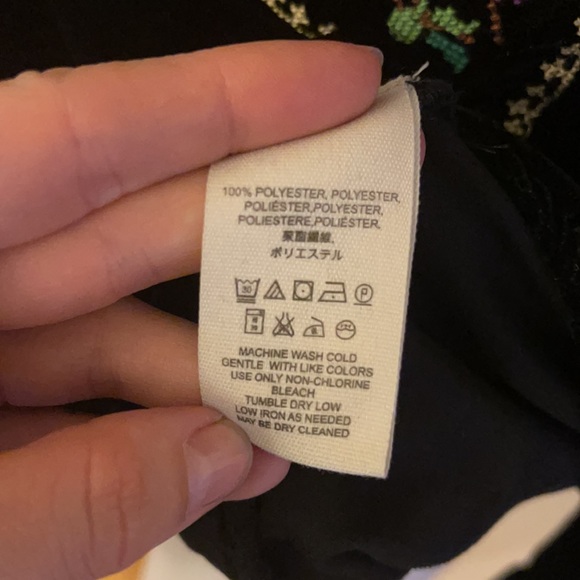 100% POLYESTER, POLYESTER,
POLIÉSTER,POLYESTER,
POLIESTERE,POLIÉSTER,
聚脂纖維,
ポリエステル
30 P
MACHINE WASH COLD
GENTLE WITH LIKE COLORS
USE ONLY NON-CHLORINE
BLEACH
TUMBLE DRY LOW
LOW IRON AS NEEDED
MAY BE DRY CLEANED